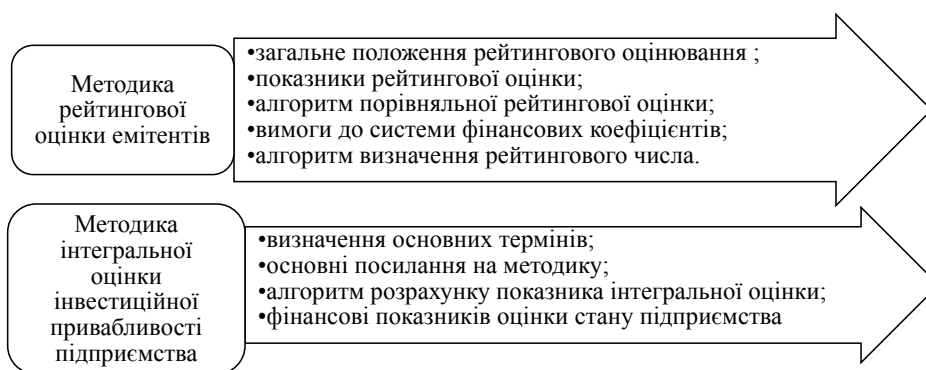 Методика
рейтингової
оцінки емітентів
•загальне положення рейтингового оцінювання ;
•показники рейтингової оцінки;
•алгоритм порівняльної рейтингової оцінки;
•вимоги до системи фінансових коефіцієнтів;
•алгоритм визначення рейтингового числа.
Методика
інтегральної
оцінки
інвестиційної
привабливості
підприємства
•визначення основних термінів;
•основні посилання на методику;
•алгоритм розрахунку показника інтегральної оцінки;
•фінансові показників оцінки стану підприємства